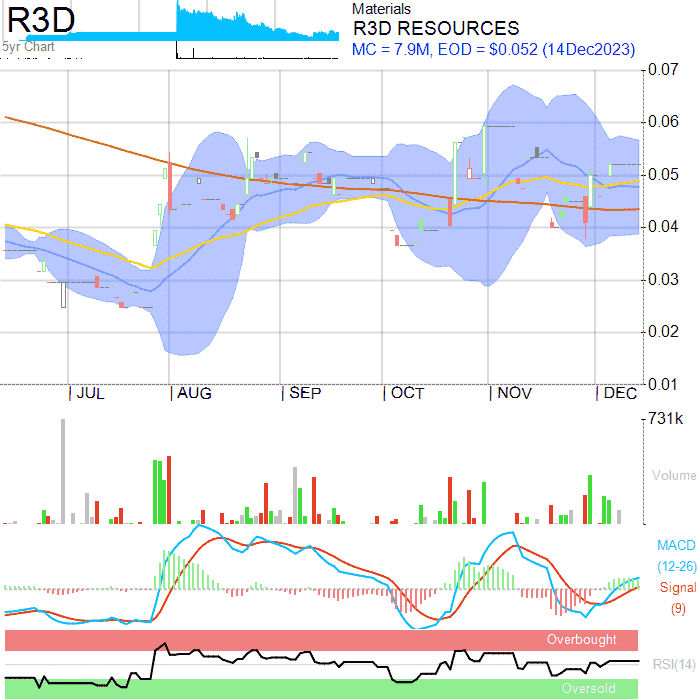 R3D
5yr Chart
Materials
R3D RESOURCES
MC = 7.9M, EOD = $0.052 (14Dec2023)
0.07
0.06
0.05
0.04
0.03
0.02
0.01
JUL
AUG
SEP
OCT
NOV
DEC
731k
Volume
MACD
(12-26)
Signal
(9)
Overbought
RSI(14)
Oversold